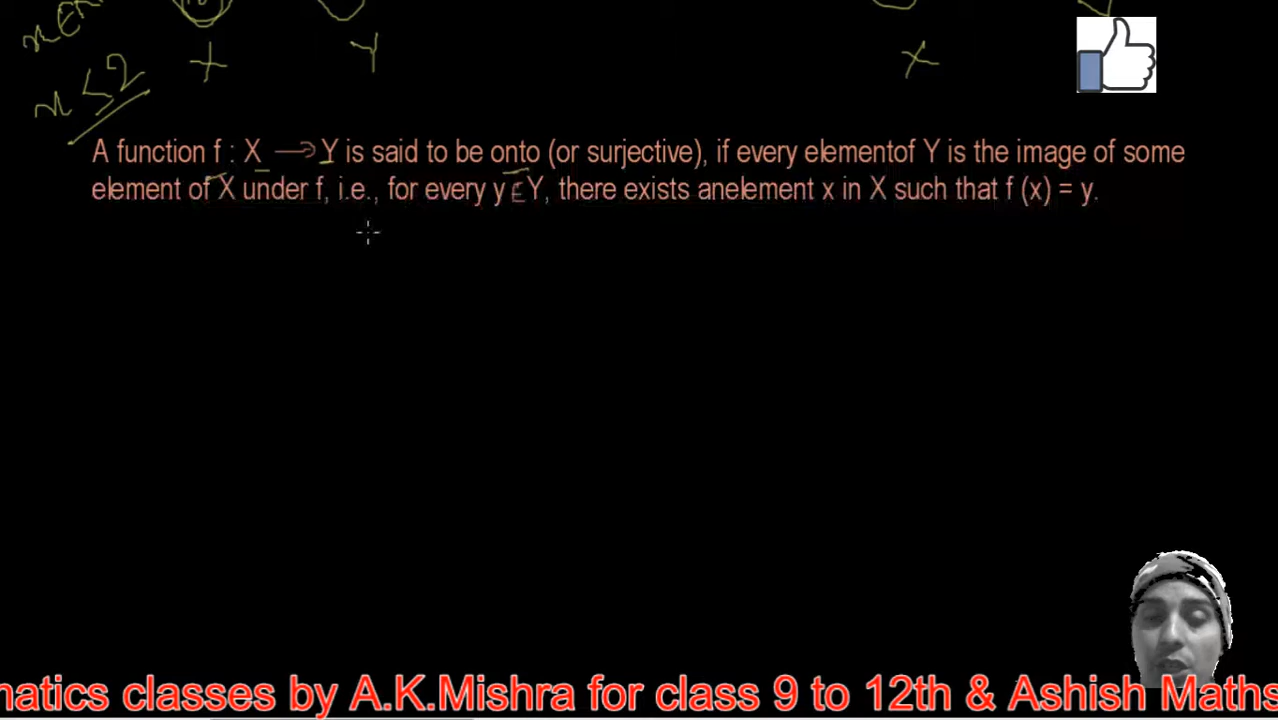 X Y X
A function f : X → Y is said to be onto (or surjective), if every elementof Y is the image of some
element of X under f, i.e., for every y ∈ Y, there exists anelement x in X such that f (x) = y.
natics classes by A.K.Mishra for class 9 to 12th & Ashish Maths